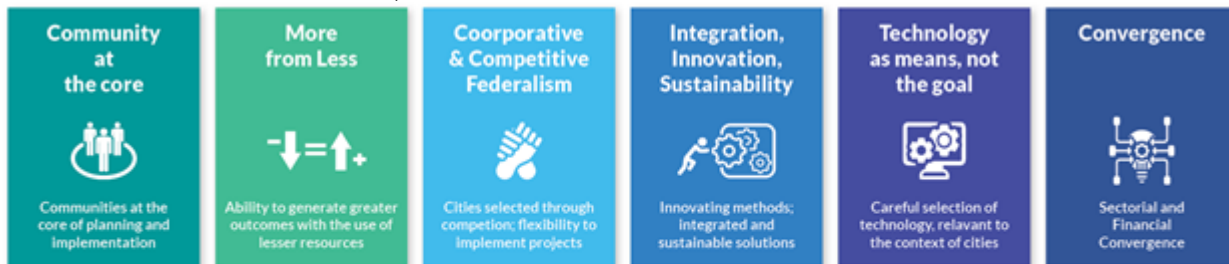 Community
at
the core
Communities at the
core of planning and
implementation
More
from Less
Ability to generate greater
outcomes with the use of
lesser resources
Coorporative
& Competitive
Federalism
Cities selected through
competion; flexibility to
implement projects
Integration,
Innovation,
Sustainability
Innovating methods;
integrated and
sustainable solutions
Technology
as means, not
the goal
Careful selection of
technology, relavant to
the context of cities
Convergence
Sectorial and
Financial
Convergence